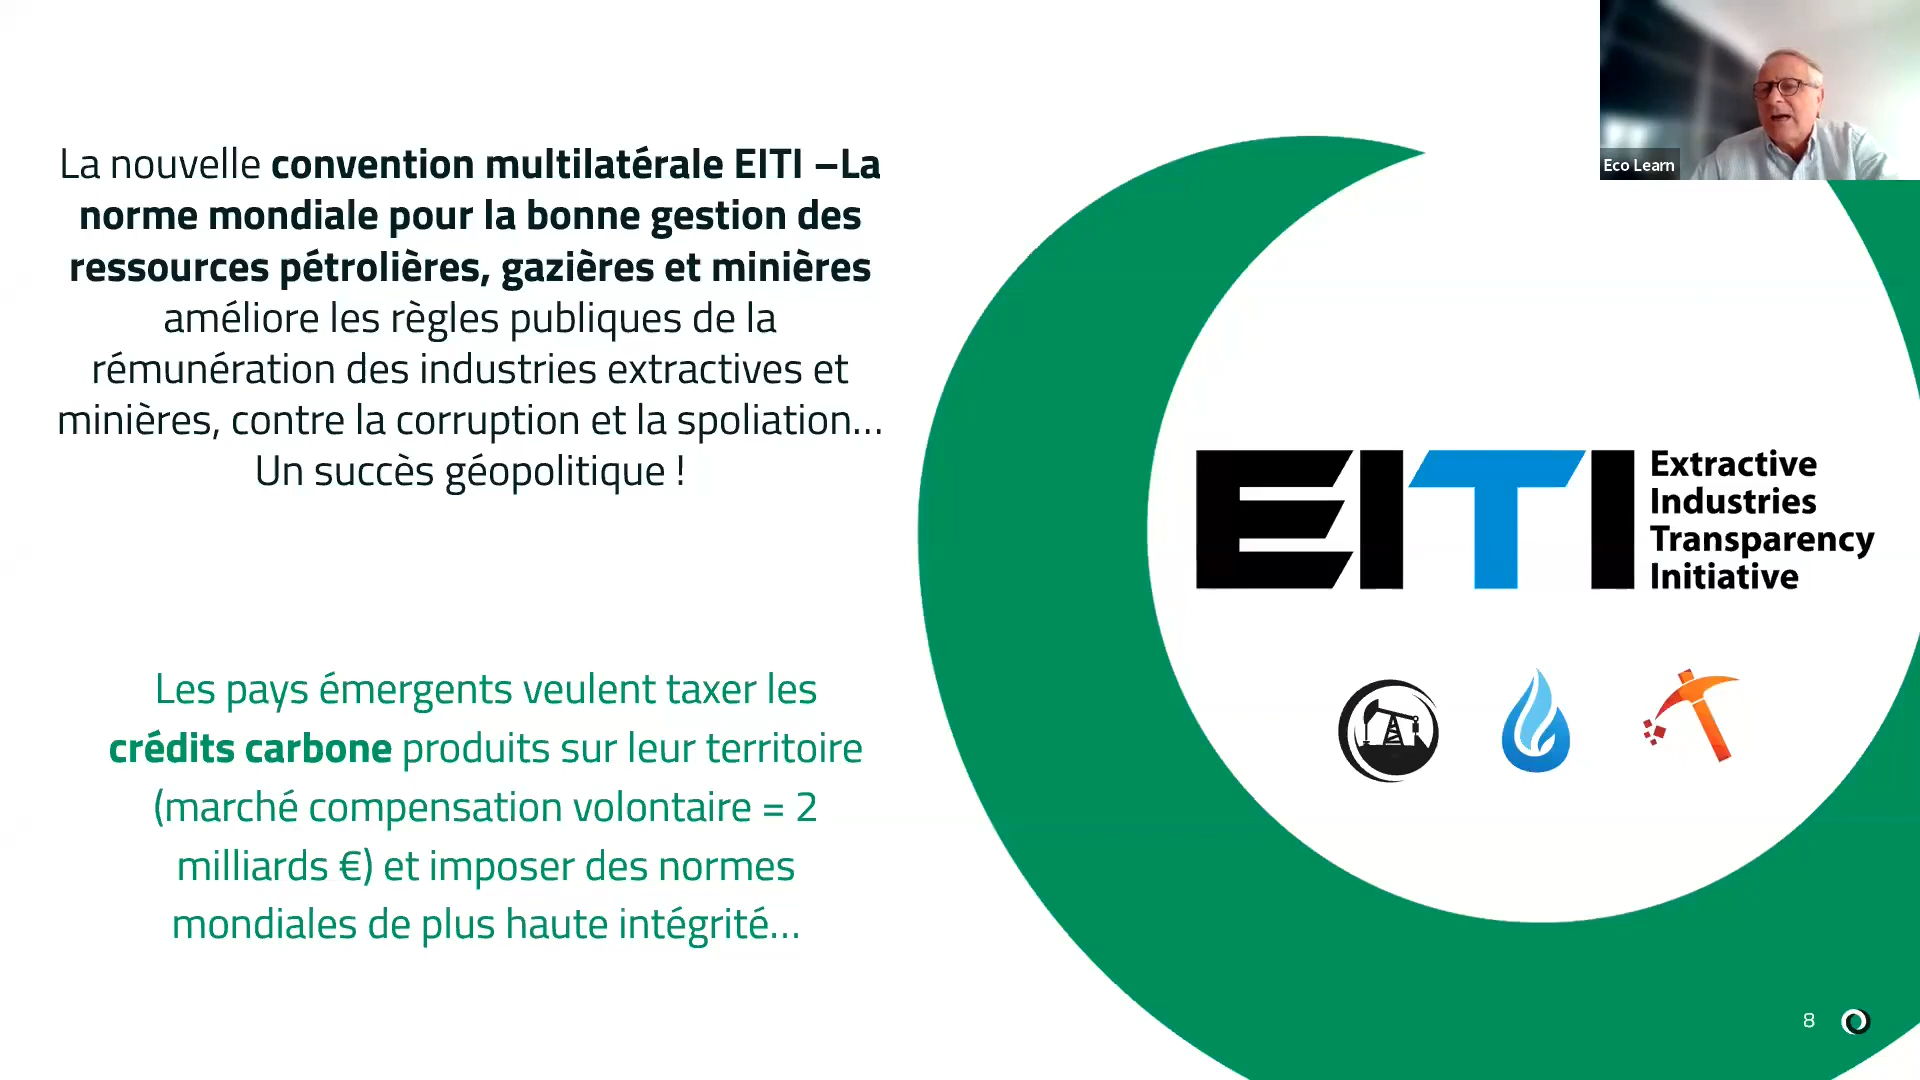 La nouvelle convention multilatérale EITI –La
norme mondiale pour la bonne gestion des
ressources pétrolières, gazières et minières
améliore les règles publiques de la
rémunération des industries extractives et
minières, contre la corruption et la spoliation...
Un succès géopolitique !
Les pays émergents veulent taxer les
crédits carbone produits sur leur territoire
(marché compensation volontaire = 2
milliards €) et imposer des normes
mondiales de plus haute intégrité...
Eco Learn
EITI
Extractive
Industries
Transparency
Initiative
8